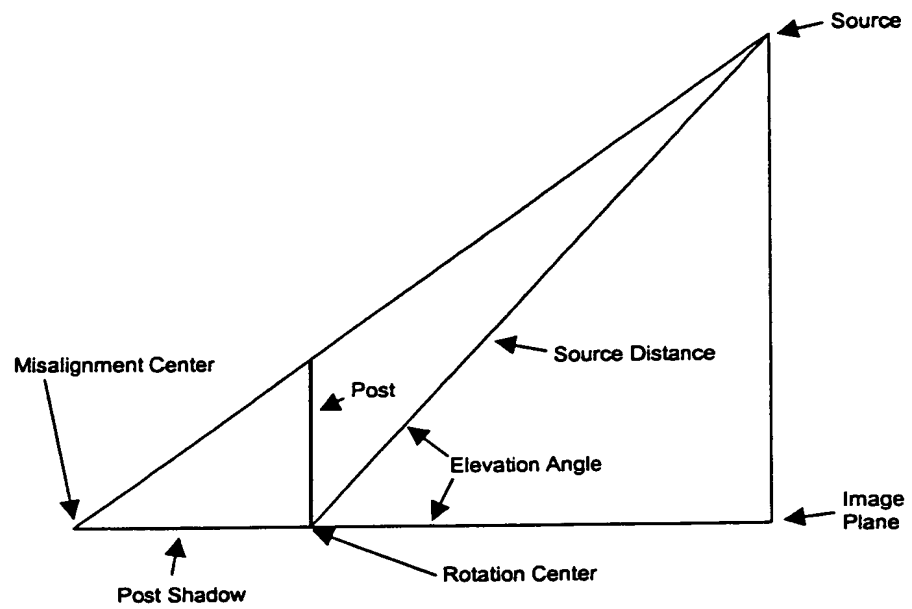 Source
Misalignment Center
Source Distance
Post
Elevation Angle
Image
Plane
Rotation Center
Post Shadow